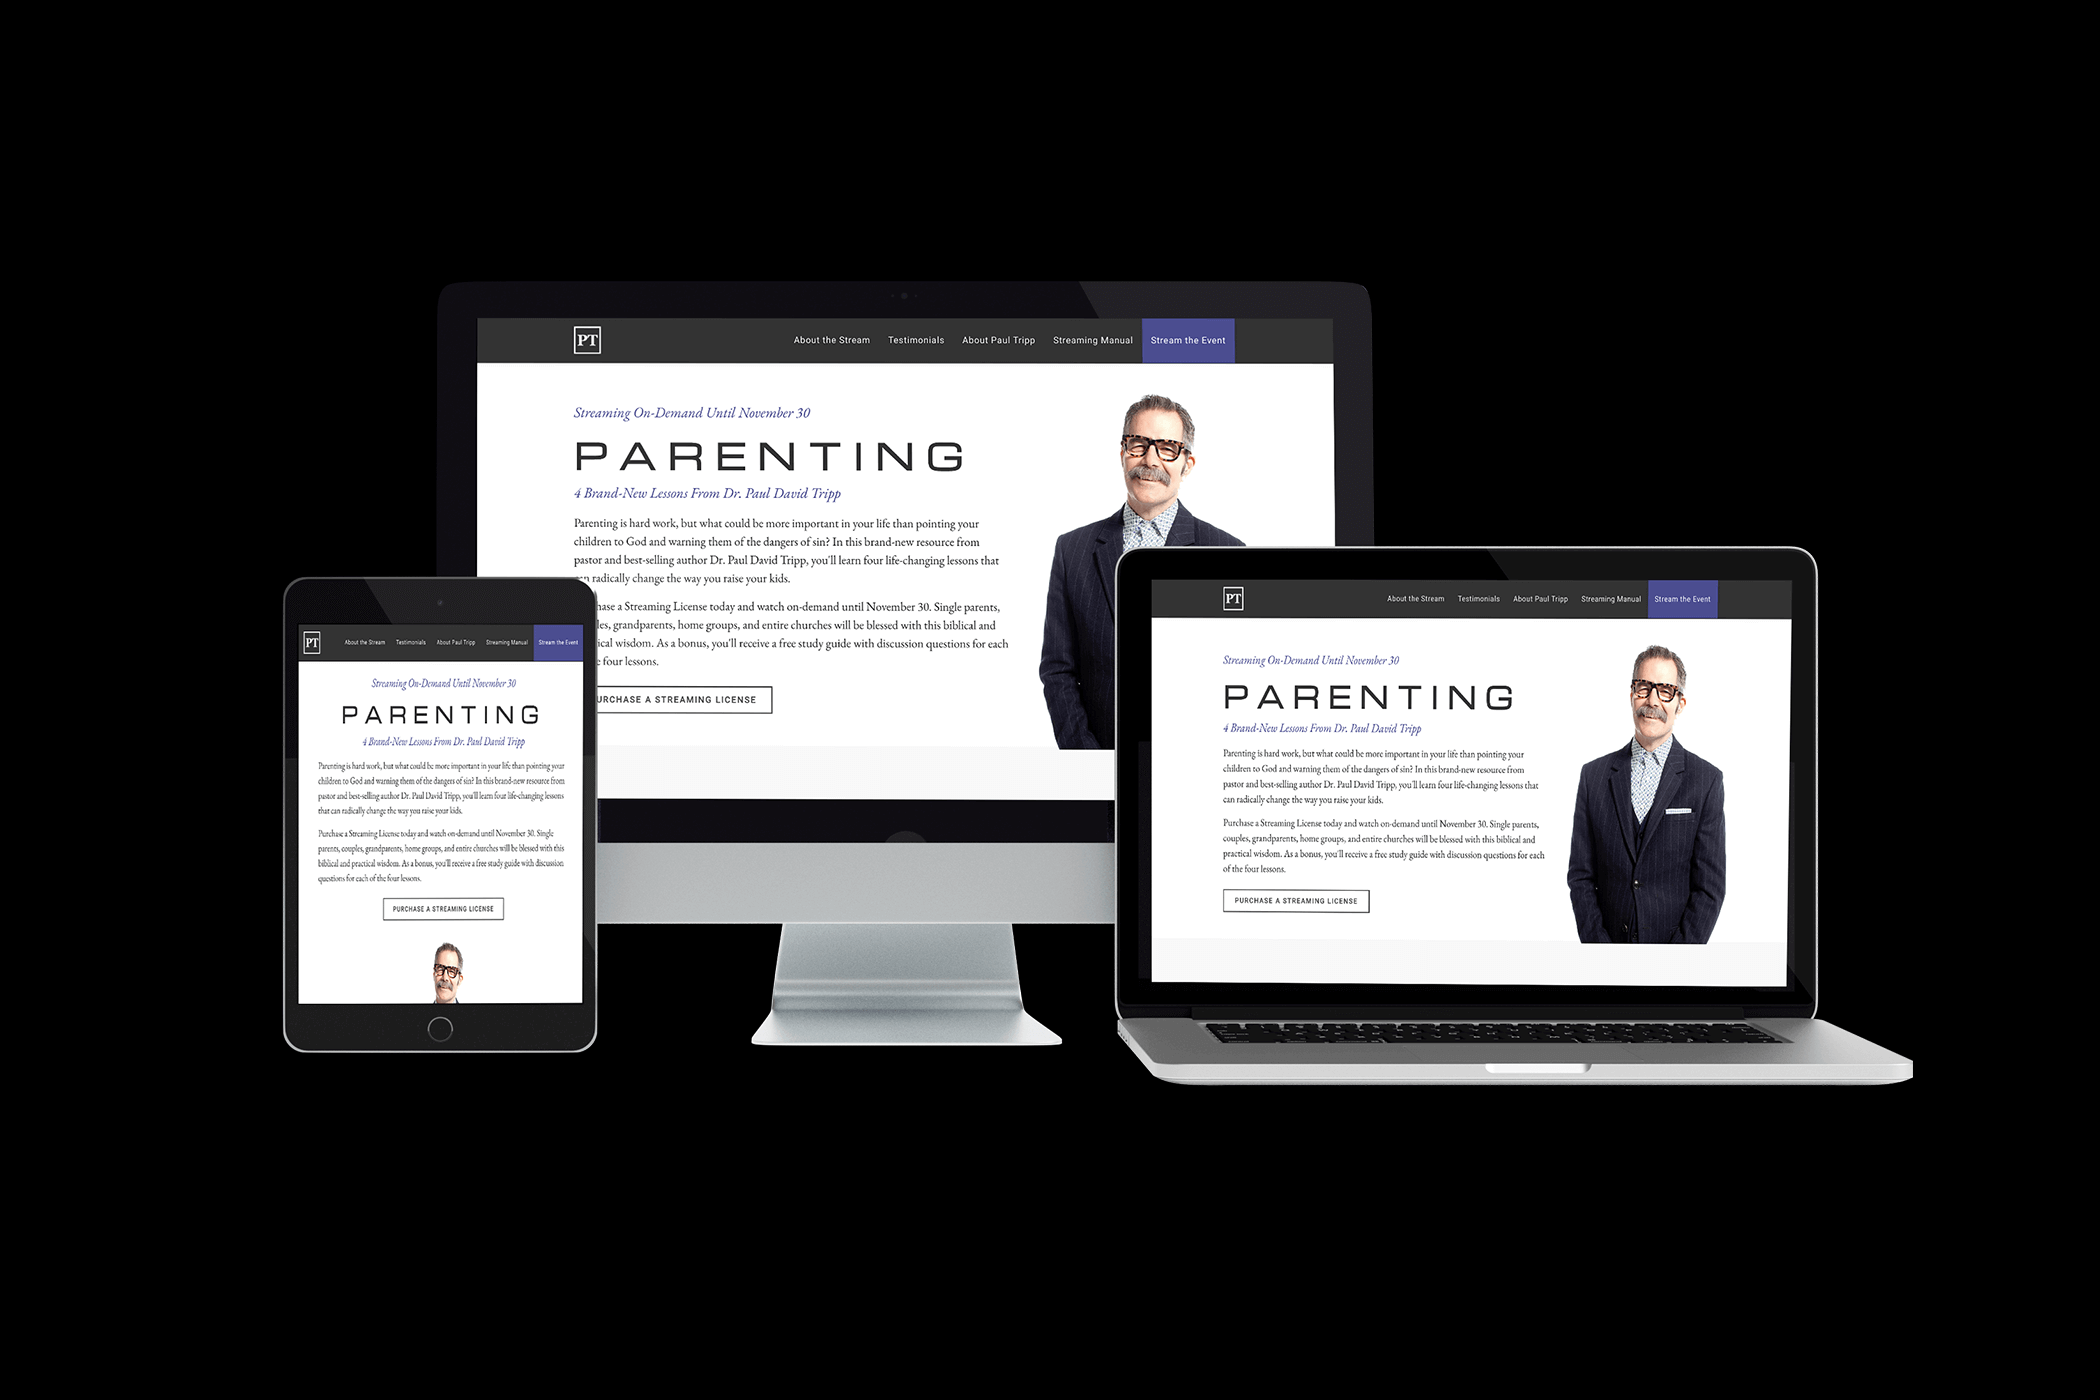 PT
About the Stream Testimonials About Paul Tripp Streaming Manual Stream the Event
Streaming On-Demand Until November 30
PARENTING
4 Brand-New Lessons From Dr. Paul David Tripp
Parenting is hard work, but what could be more important in your life than pointing your
children to God and warning them of the dangers of sin? In this brand-new resource from
pastor and best-selling author Dr. Paul David Tripp, you'll learn four life-changing lessons that
radically change the way you raise your kids.
a Streaming License today and watch on-demand until November 30. Single parents,
grandparents, home groups, and entire churches will be blessed with this biblical and
wisdom. As a bonus, you'll receive a free study guide with discussion questions for each
four lessons.
A STREAMING LICENSE
PT
About the Stream Testimonials About Paul Tripp Streaming Manual Stream the Event
Streaming On-Demand Until November 30
PARENTING
4 Brand-New Lessons From Dr. Paul David Tripp
Parenting is hard work, but what could be more important in your life than pointing your
children to God and warning them of the dangers of sin? In this brand-new resource from
pastor and best-selling author Dr. Paul David Tripp, you'll learn four life-changing lessons
that can radically change the way you raise your kids.
Purchase a Streaming License today and watch on-demand until November 30. Single
parents, couples, grandparents, home groups, and entire churches will be blessed with this
biblical and practical wisdom. As a bonus, you'll receive a free study guide with discussion
questions for each of the four lessons.
PURCHASE A STREAMING LICENSE
PT
About the Stream Testimonials About Paul Tripp Streaming Manual Stream the Event
Streaming On-Demand Until November 30
PARENTING
4 Brand-New Lessons From Dr. Paul David Tripp
Parenting is hard work, but what could be more important in your life than pointing your
children to God and warning them of the dangers of sin? In this brand-new resource from
pastor and best-selling author Dr. Paul David Tripp, you'll learn four life-changing lessons that
can radically change the way you raise your kids.
Purchase a Streaming License today and watch on-demand until November 30. Single parents,
couples, grandparents, home groups, and entire churches will be blessed with this biblical and
practical wisdom. As a bonus, you'll receive a free study guide with discussion questions for each
of the four lessons.
PURCHASE A STREAMING LICENSE